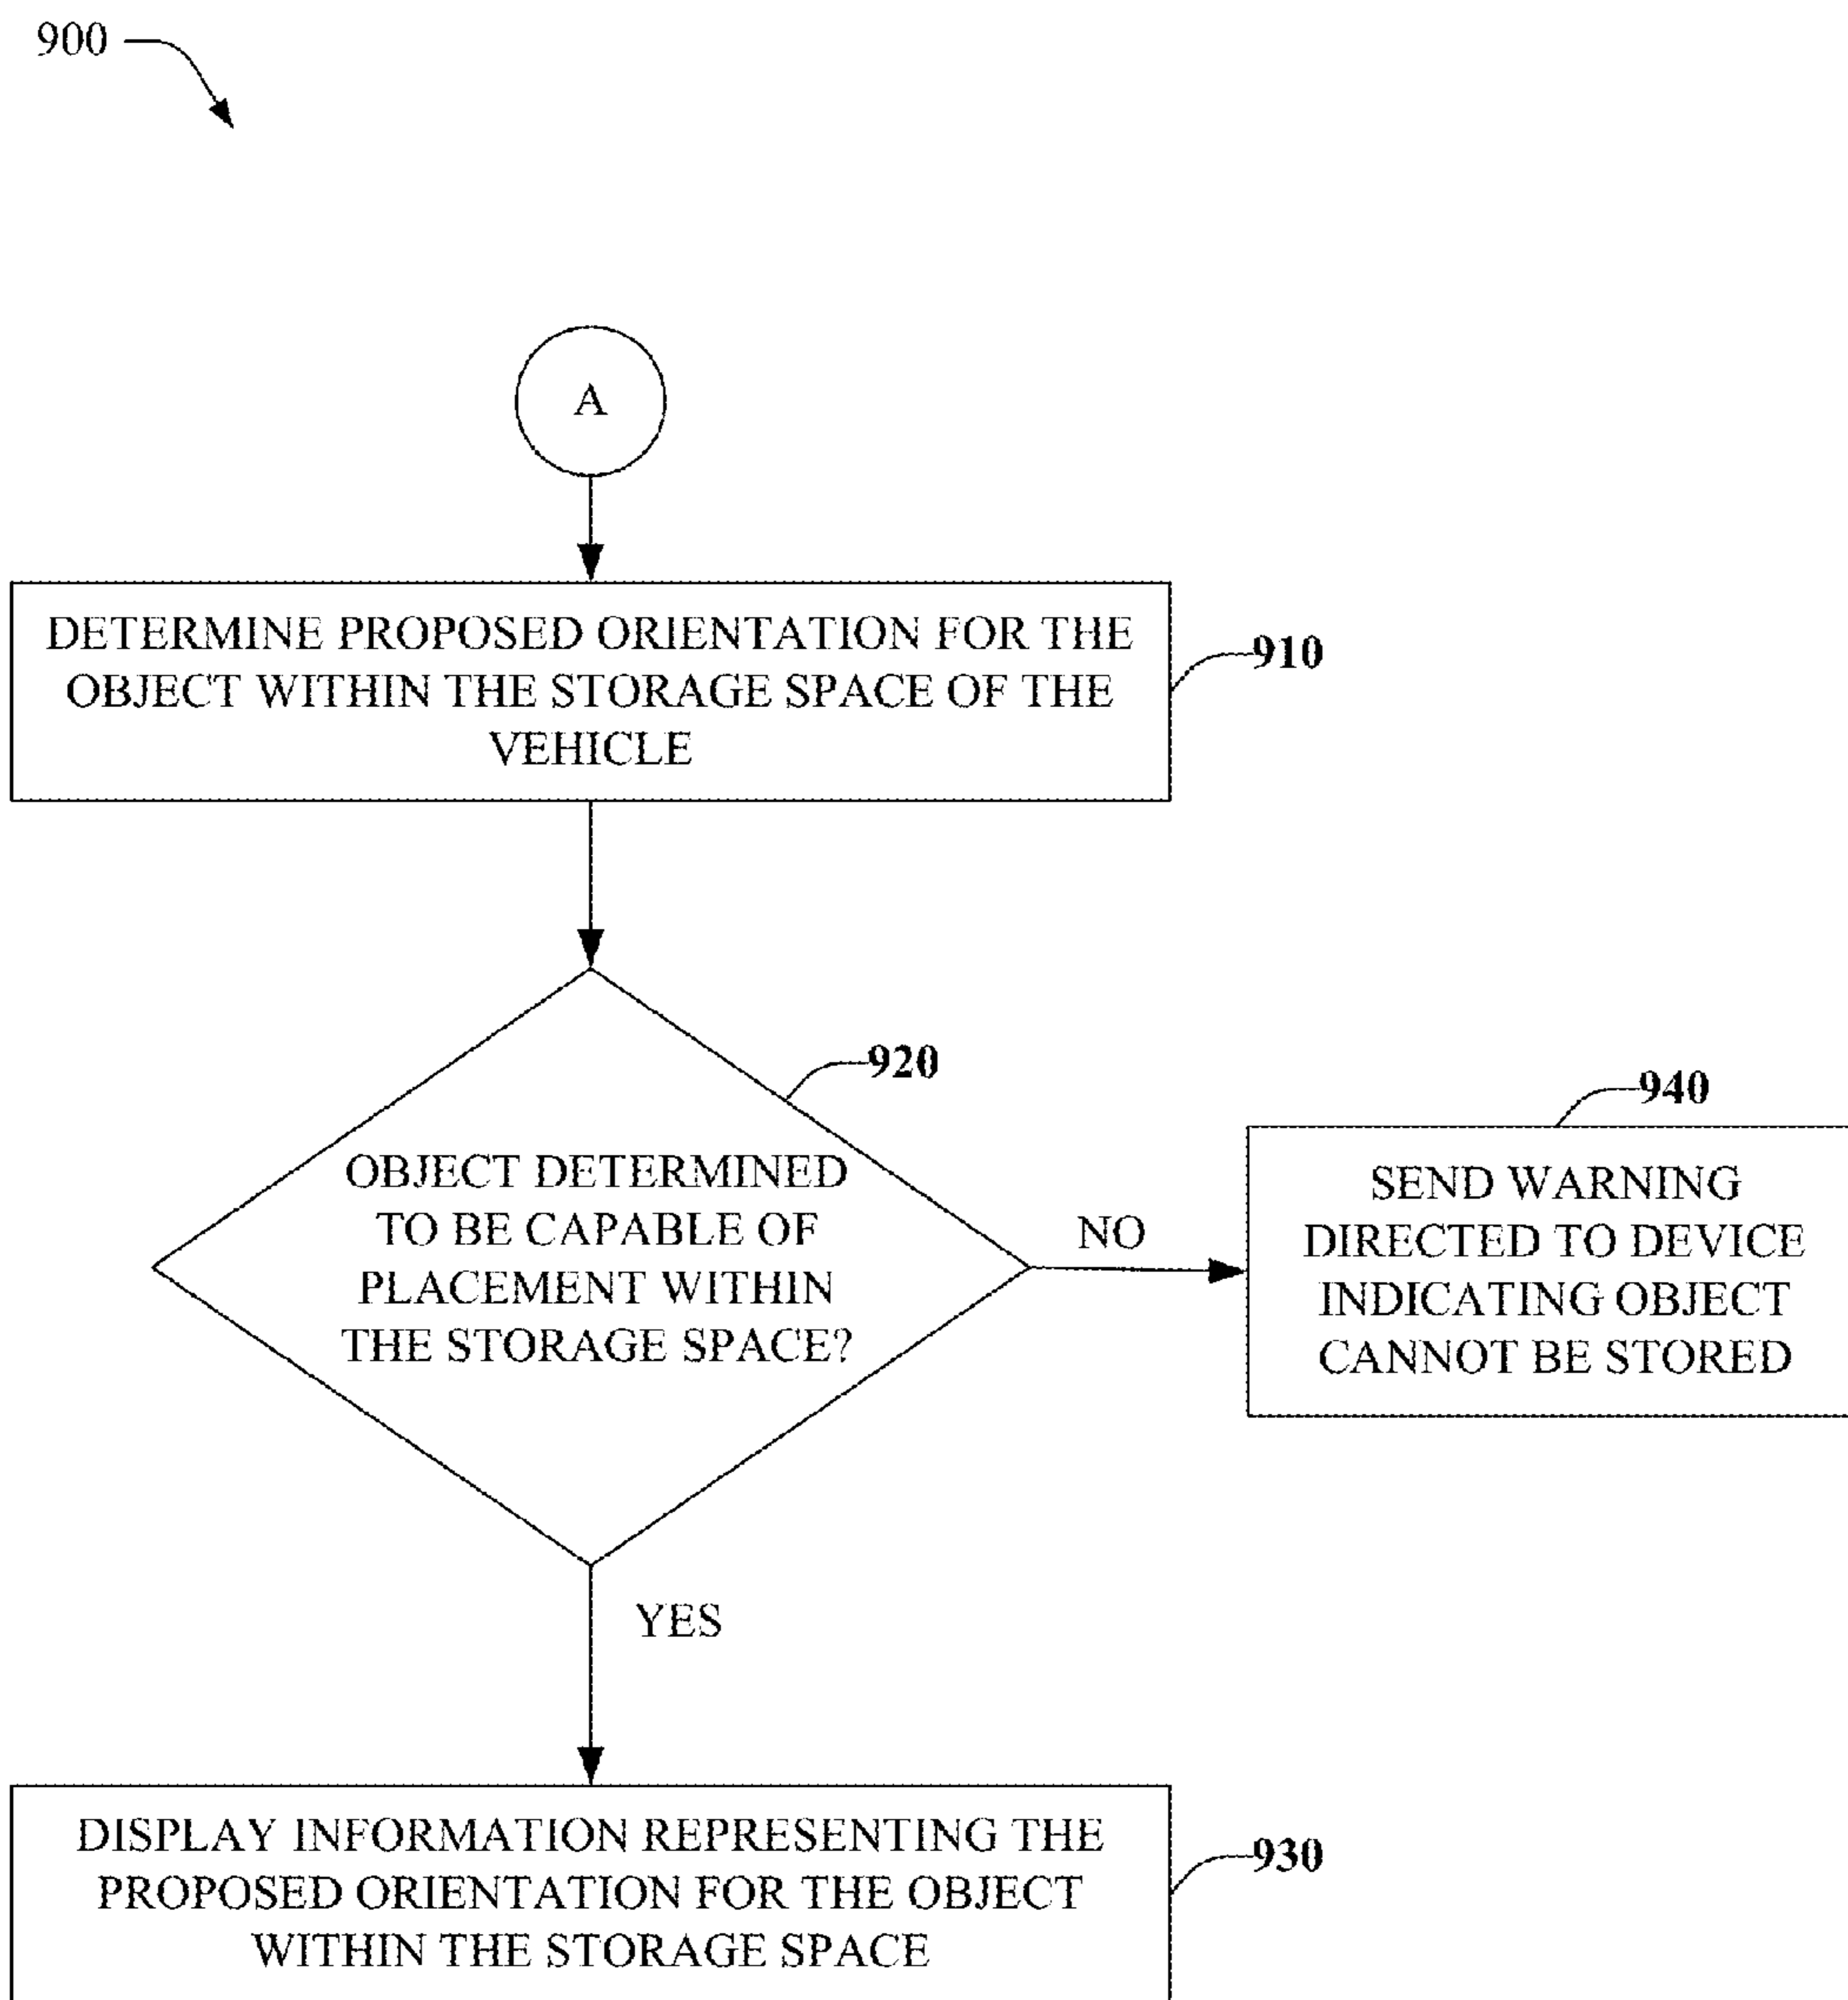 900
A
DETERMINE PROPOSED ORIENTATION FOR THE
OBJECT WITHIN THE STORAGE SPACE OF THE
VEHICLE
910
920
OBJECT DETERMINED
TO BE CAPABLE OF
PLACEMENT WITHIN
THE STORAGE SPACE?
NO
940
SEND WARNING
DIRECTED TO DEVICE
INDICATING OBJECT
CANNOT BE STORED
YES
DISPLAY INFORMATION REPRESENTING THE
PROPOSED ORIENTATION FOR THE OBJECT
WITHIN THE STORAGE SPACE
930